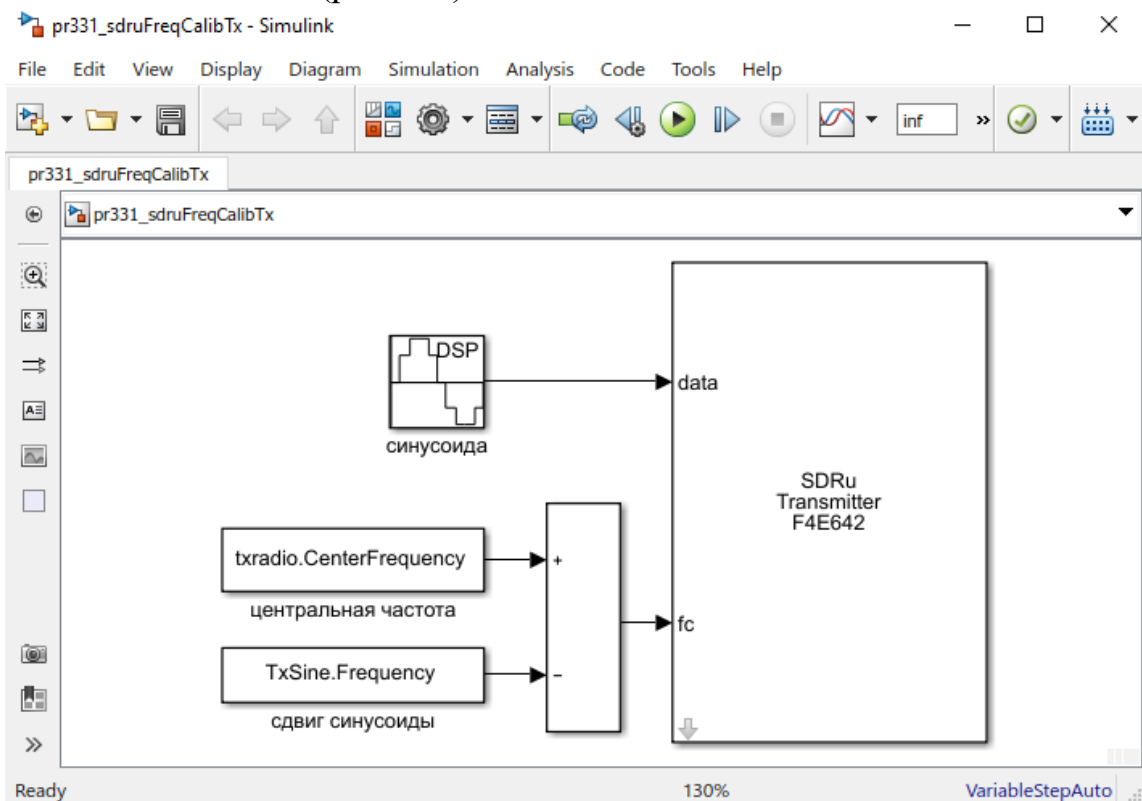 pr331_sdruFreqCalibTx - Simulink
File Edit View Display Diagram Simulation Analysis Code Tools Help
inf
pr331_sdruFreqCalibTx
pr331_sdruFreqCalibTx
DSP
синусоида
data
SDRu
Transmitter
F4E642
txradio.CenterFrequency
+
центральная частота
fc
TxSine.Frequency
−
сдвиг синусоиды
Ready 130% VariableStepAuto